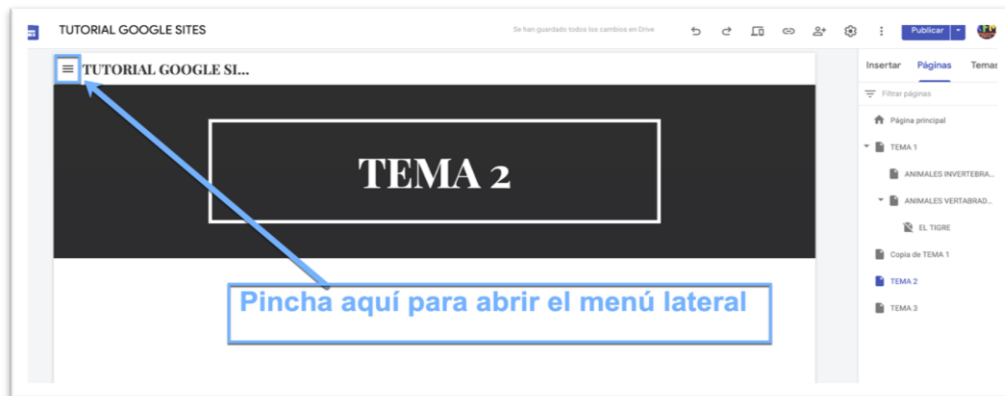 TUTORIAL GOOGLE SITES
Se han guardado todos los cambios en Drive
Publicar
TUTORIAL GOOGLE SI...
TEMA 2
Pincha aquí para abrir el menú lateral
Insertar Páginas Temas
Filtrar páginas
Página principal
TEMA 1
ANIMALES INVERTEBRA...
ANIMALES VERTABRAD...
EL TIGRE
Copia de TEMA 1
TEMA 2
TEMA 3